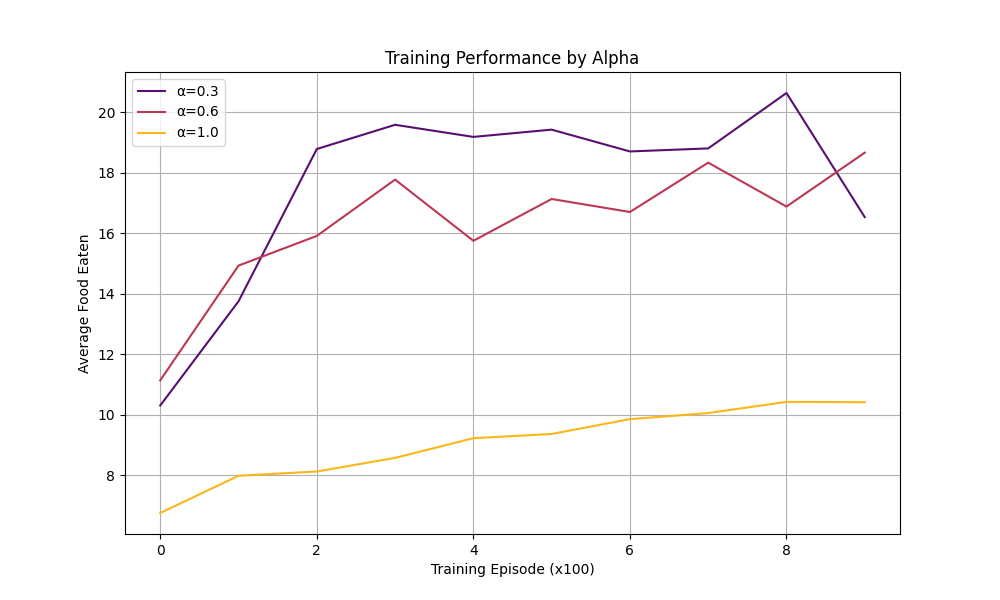 Training Performance by Alpha
α=0.3
α=0.6
α=1.0
Average Food Eaten
20
18
16
14
12
10
8
0 2 4 6 8
Training Episode (x100)